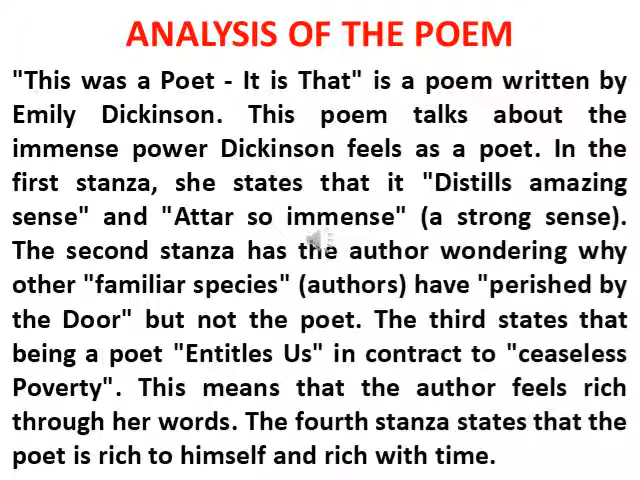 ANALYSIS OF THE POEM
"This was a Poet - It is That" is a poem written by
Emily Dickinson. This poem talks about the
immense power Dickinson feels as a poet. In the
first stanza, she states that it "Distills amazing
sense" and "Attar so immense" (a strong sense).
The second stanza has the author wondering why
other "familiar species" (authors) have "perished by
the Door" but not the poet. The third states that
being a poet "Entitles Us" in contract to "ceaseless
Poverty". This means that the author feels rich
through her words. The fourth stanza states that the
poet is rich to himself and rich with time.